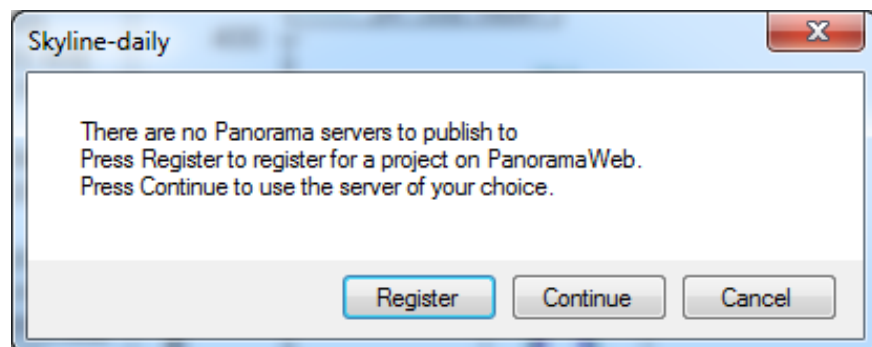 Skyline-daily
There are no Panorama servers to publish to
Press Register to register for a project on PanoramaWeb.
Press Continue to use the server of your choice.
Register Continue Cancel